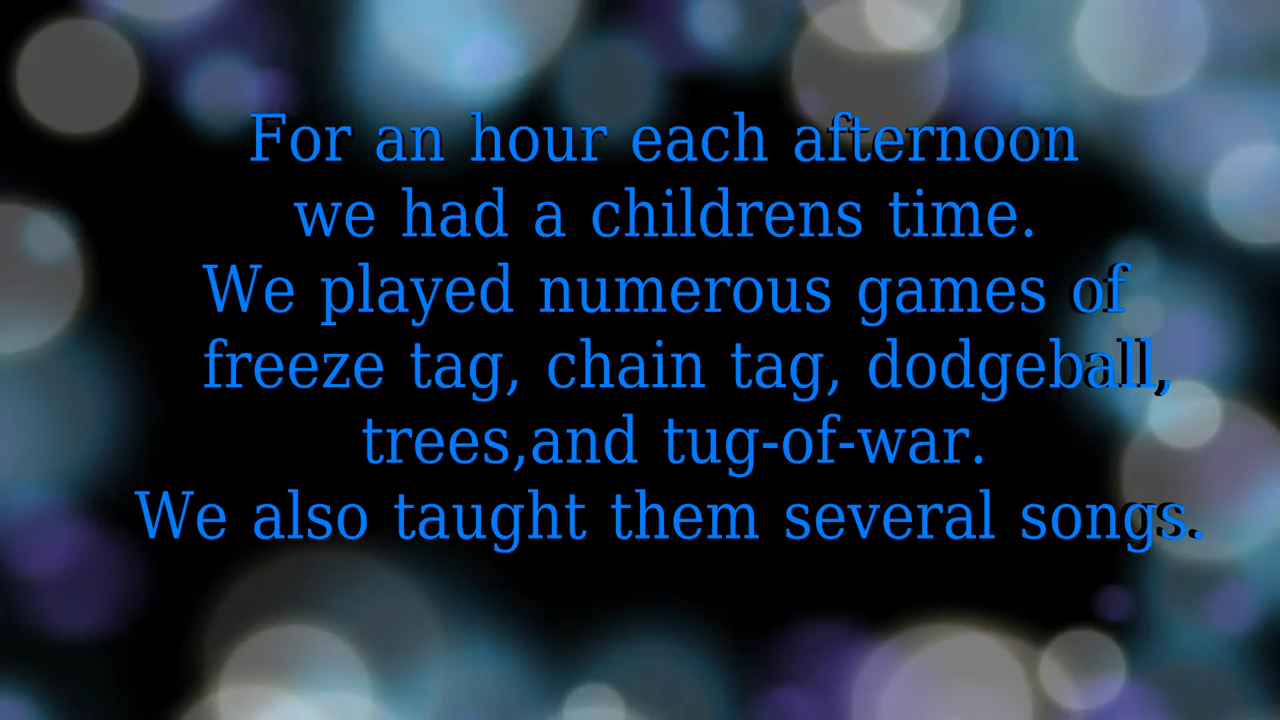 For an hour each afternoon
we had a childrens time.
We played numerous games of
freeze tag, chain tag, dodgeball,
trees,and tug-of-war.
We also taught them several songs.